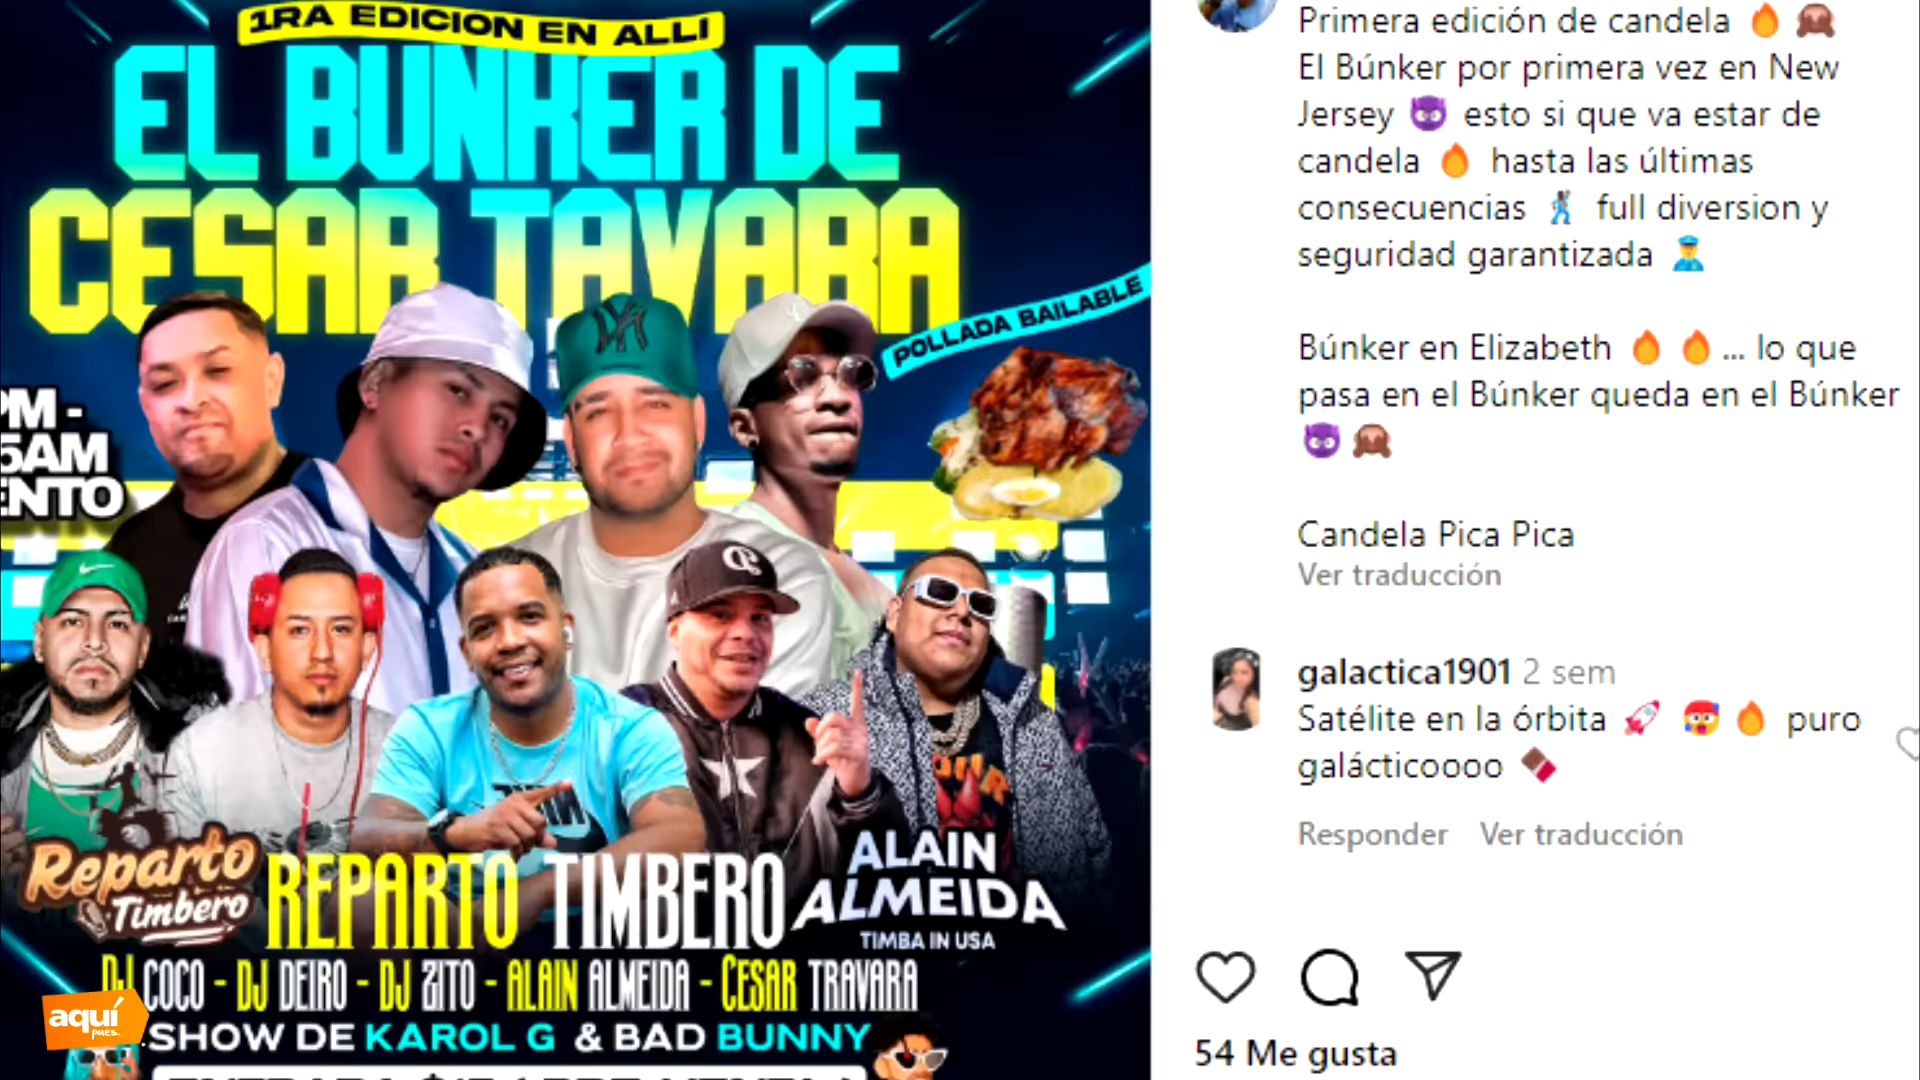 1RA EDICION EN ALLI
EL BUNKER DE
CESAR TAVARA
POLLADA BAILABLE
PM -
5AM
ENTO
Reparto
Timbero
REPARTO TIMBERO
ALAIN
ALMEIDA
TIMBA IN USA
DJ COCO - DJ DEIRO - DJ ZITO - ALAIN ALMEIDA - CESAR TRAVARA
SHOW DE KAROL G & BAD BUNNY
aquí
pues.
Primera edición de candela 🔥
El Búnker por primera vez en New
Jersey 😈 esto si que va estar de
candela 🔥 hasta las últimas
consecuencias full diversion y
seguridad garantizada
Búnker en Elizabeth 🔥 🔥 ... lo que
pasa en el Búnker queda en el Búnker
😈
Candela Pica Pica
Ver traducción
galactica1901 2 sem
Satélite en la órbita 🚀 🥵 🔥 puro
galácticoooo 🍫
Responder Ver traducción
54 Me gusta